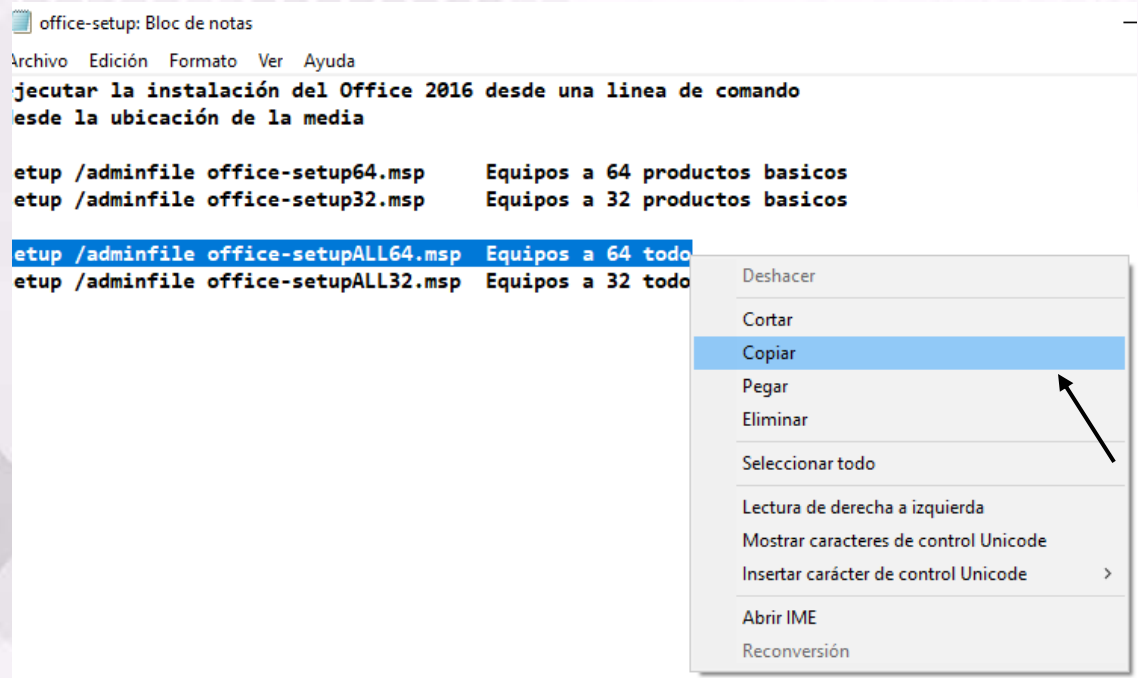 office-setup: Bloc de notas
Archivo Edición Formato Ver Ayuda
jecutar la instalación del Office 2016 desde una linea de comando
esde la ubicación de la media
etup /adminfile office-setup64.msp Equipos a 64 productos basicos
etup /adminfile office-setup32.msp Equipos a 32 productos basicos
etup /adminfile office-setupALL64.msp Equipos a 64 todo
etup /adminfile office-setupALL32.msp Equipos a 32 todo
Deshacer
Cortar
Copiar
Pegar
Eliminar
Seleccionar todo
Lectura de derecha a izquierda
Mostrar caracteres de control Unicode
Insertar carácter de control Unicode
Abrir IME
Reconversión